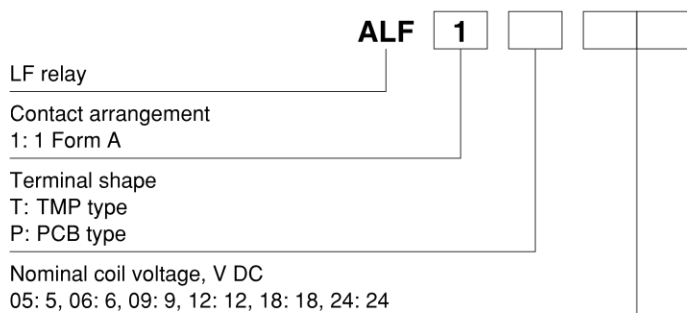 ALF 1
LF relay
Contact arrangement
1: 1 Form A
Terminal shape
T: TMP type
P: PCB type
Nominal coil voltage, V DC
05: 5, 06: 6, 09: 9, 12: 12, 18: 18, 24: 24